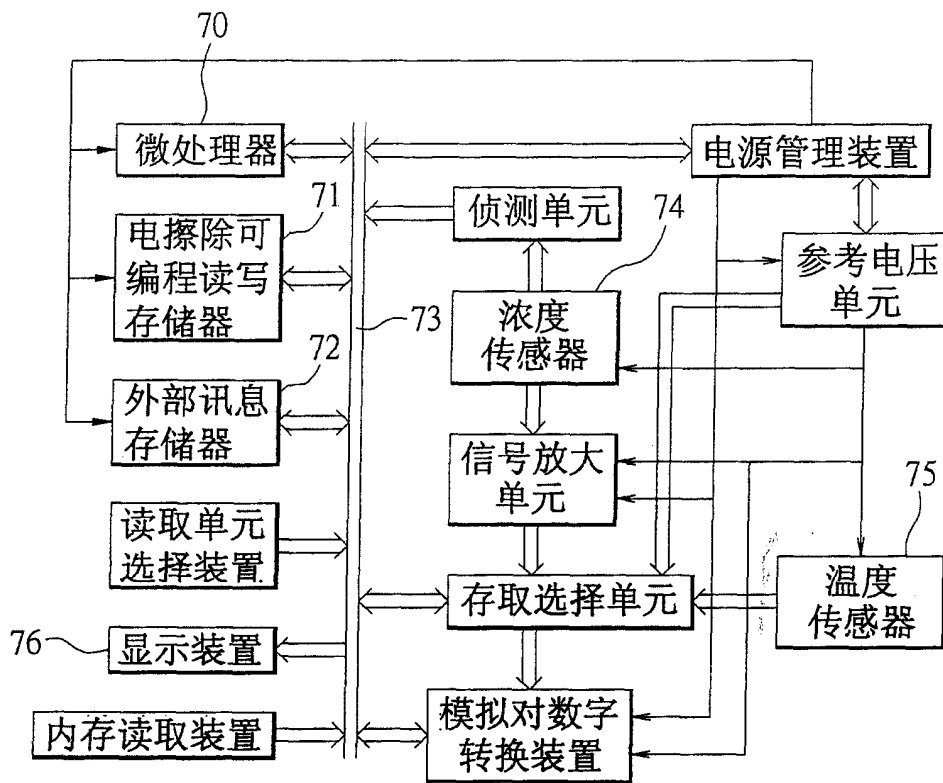 70
微处理器
电源管理装置
71
电擦除可
编程读写
存储器
侦测单元
74
参考电压
单元
73
浓度
传感器
72
外部讯息
存储器
信号放大
单元
75
读取单元
选择装置
存取选择单元
温度
传感器
76
显示装置
内存读取装置
模拟对数字
转换装置